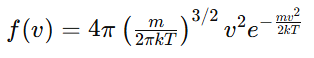 f(v) = 4π (m/2πkT)^{3/2} v² e^{-mv²/2kT}